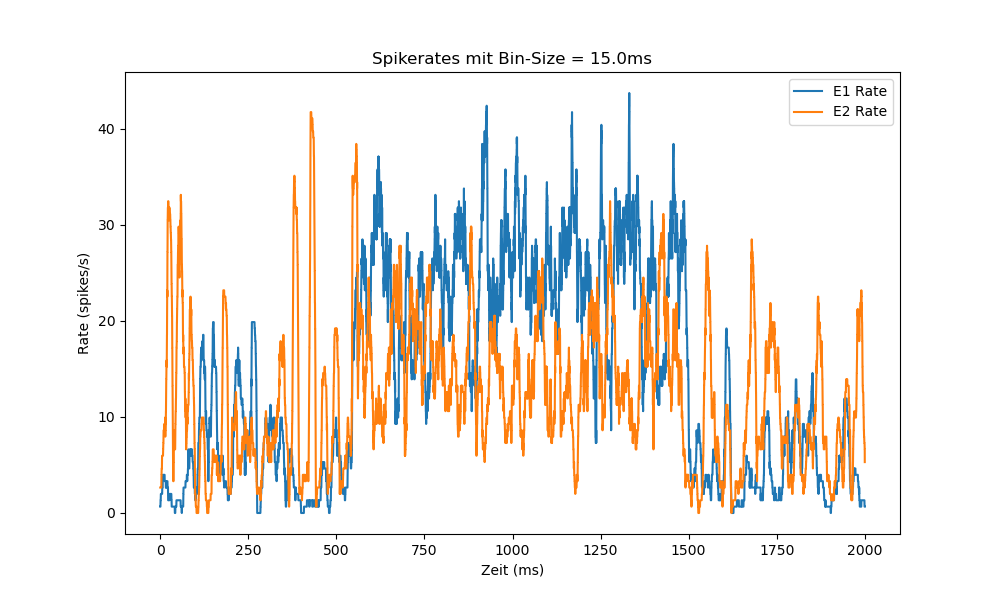 Spikerates mit Bin-Size = 15.0ms
E1 Rate
E2 Rate
Rate (spikes/s)
40
30
20
10
0
0 250 500 750 1000 1250 1500 1750 2000
Zeit (ms)